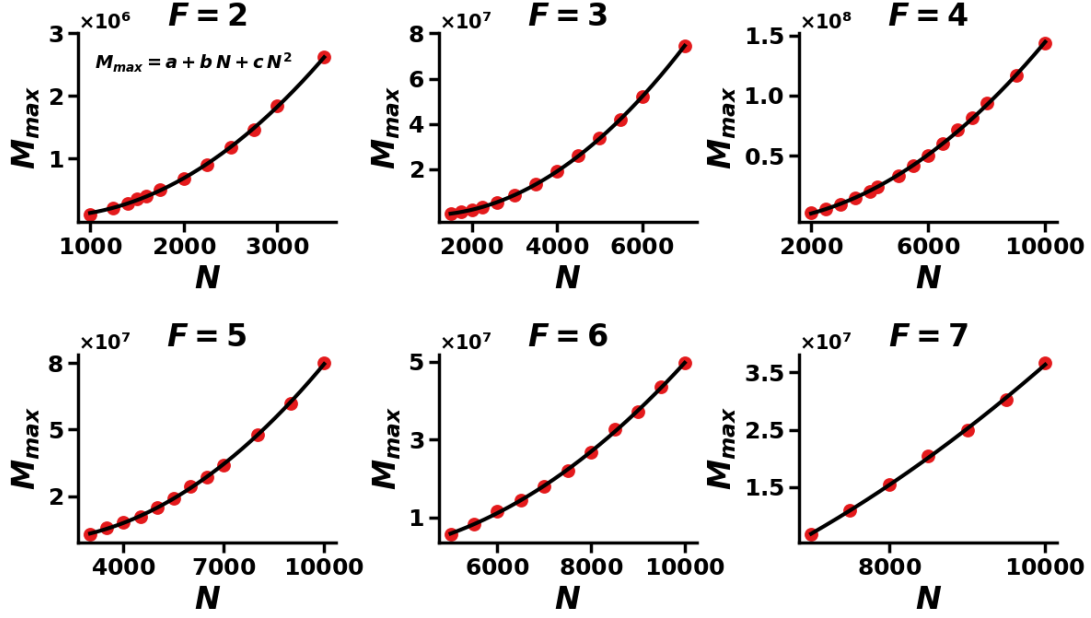 F = 2
×10⁶
M_max = a + b N + c N²
3
2
1
M_max
1000 2000 3000
N
F = 3
×10⁷
8
6
4
2
M_max
2000 4000 6000
N
F = 4
×10⁸
1.5
1.0
0.5
M_max
2000 6000 10000
N
F = 5
×10⁷
8
5
2
M_max
4000 7000 10000
N
F = 6
×10⁷
5
3
1
M_max
6000 8000 10000
N
F = 7
×10⁷
3.5
2.5
1.5
M_max
8000 10000
N